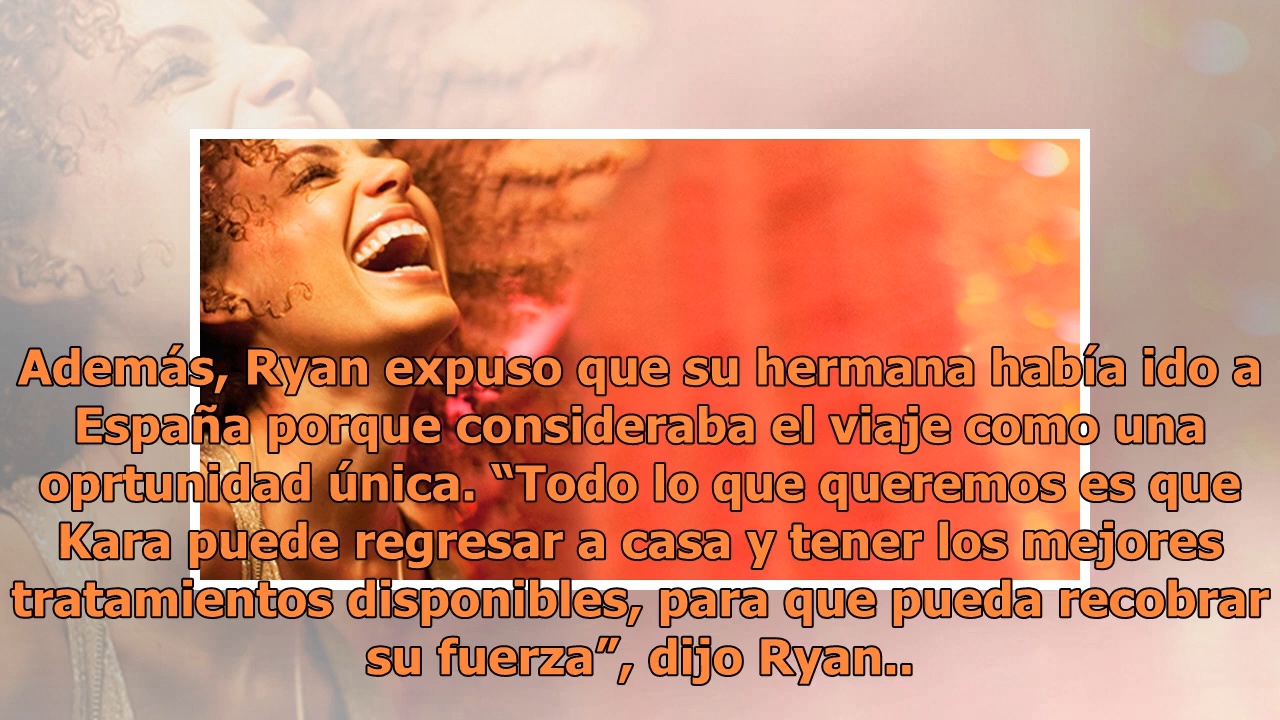 Además, Ryan expuso que su hermana había ido a
España porque consideraba el viaje como una
oprtunidad única. “Todo lo que queremos es que
Kara puede regresar a casa y tener los mejores
tratamientos disponibles, para que pueda recobrar
su fuerza”, dijo Ryan..